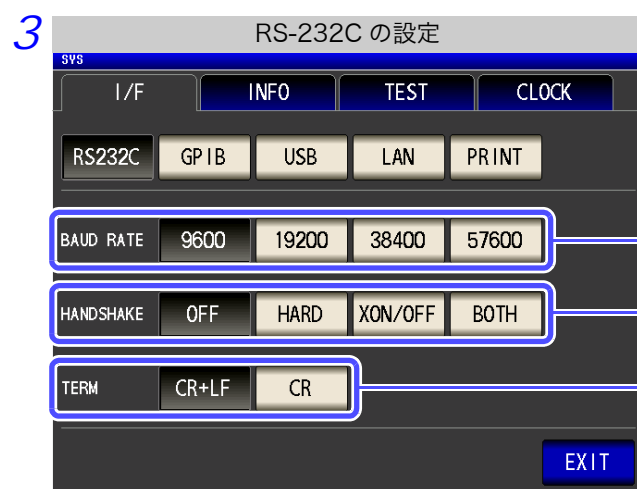 3
RS-232C の設定
SYS
I/F INFO TEST CLOCK
RS232C GPIB USB LAN PRINT
BAUD RATE 9600 19200 38400 57600
HANDSHAKE OFF HARD XON/OFF BOTH
TERM CR+LF CR
EXIT